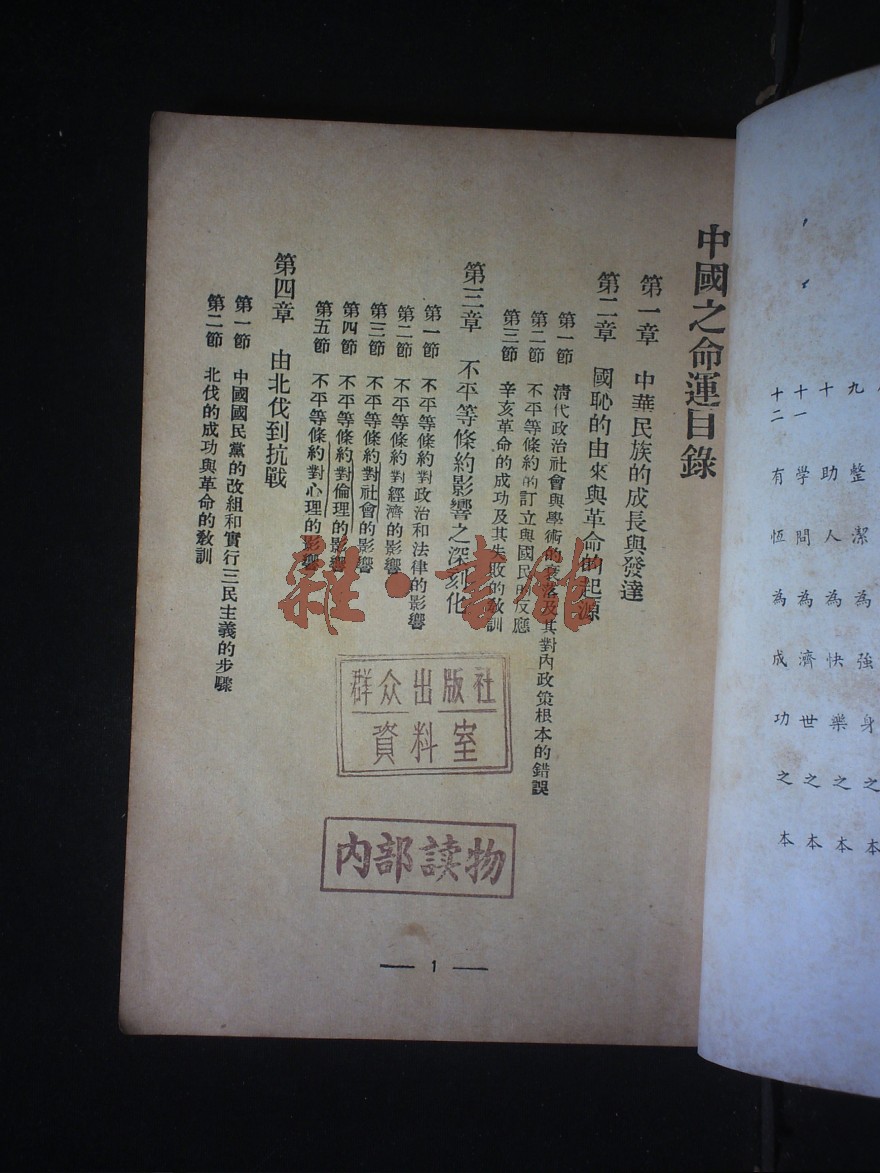 中國之命運目錄
第一章　中華民族的成長與發達
第二章　國恥的由來與革命的起源
第一節　清代政治社會與學術的衰落及其對內政策根本的錯誤
第二節　不平等條約的訂立與國民的反應
第三節　辛亥革命的成功及其失敗的教訓
第三章　不平等條約影響之深刻化
第一節　不平等條約對政治和法律的影響
第二節　不平等條約對經濟的影響
第三節　不平等條約對社會的影響
第四節　不平等條約對倫理的影響
第五節　不平等條約對心理的影響
第四章　由北伐到抗戰
第一節　中國國民黨的改組和實行三民主義的步驟
第二節　北伐的成功與革命的教訓
雜·書館
群众出版社
資料室
内部读物
— 1 —
九　整潔為強身之本
十　助人為快樂之本
十一　學問為濟世之本
十二　有恆為成功之本